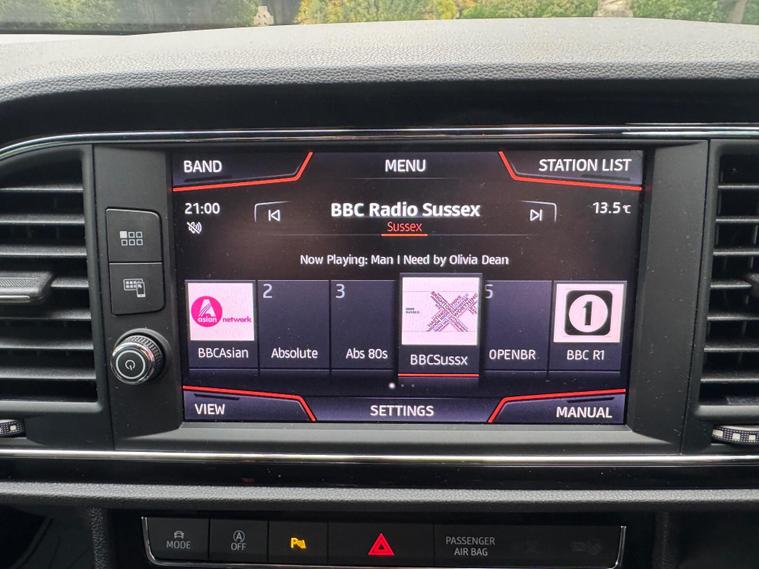 BAND MENU STATION LIST
21:00 BBC Radio Sussex 13.5℃
Sussex
Now Playing: Man I Need by Olivia Dean
2 3 5
asian network
1
BBCAsian Absolute Abs 80s BBCSussx OPENBR BBC R1
VIEW SETTINGS MANUAL
MODE OFF PASSENGER
AIR BAG